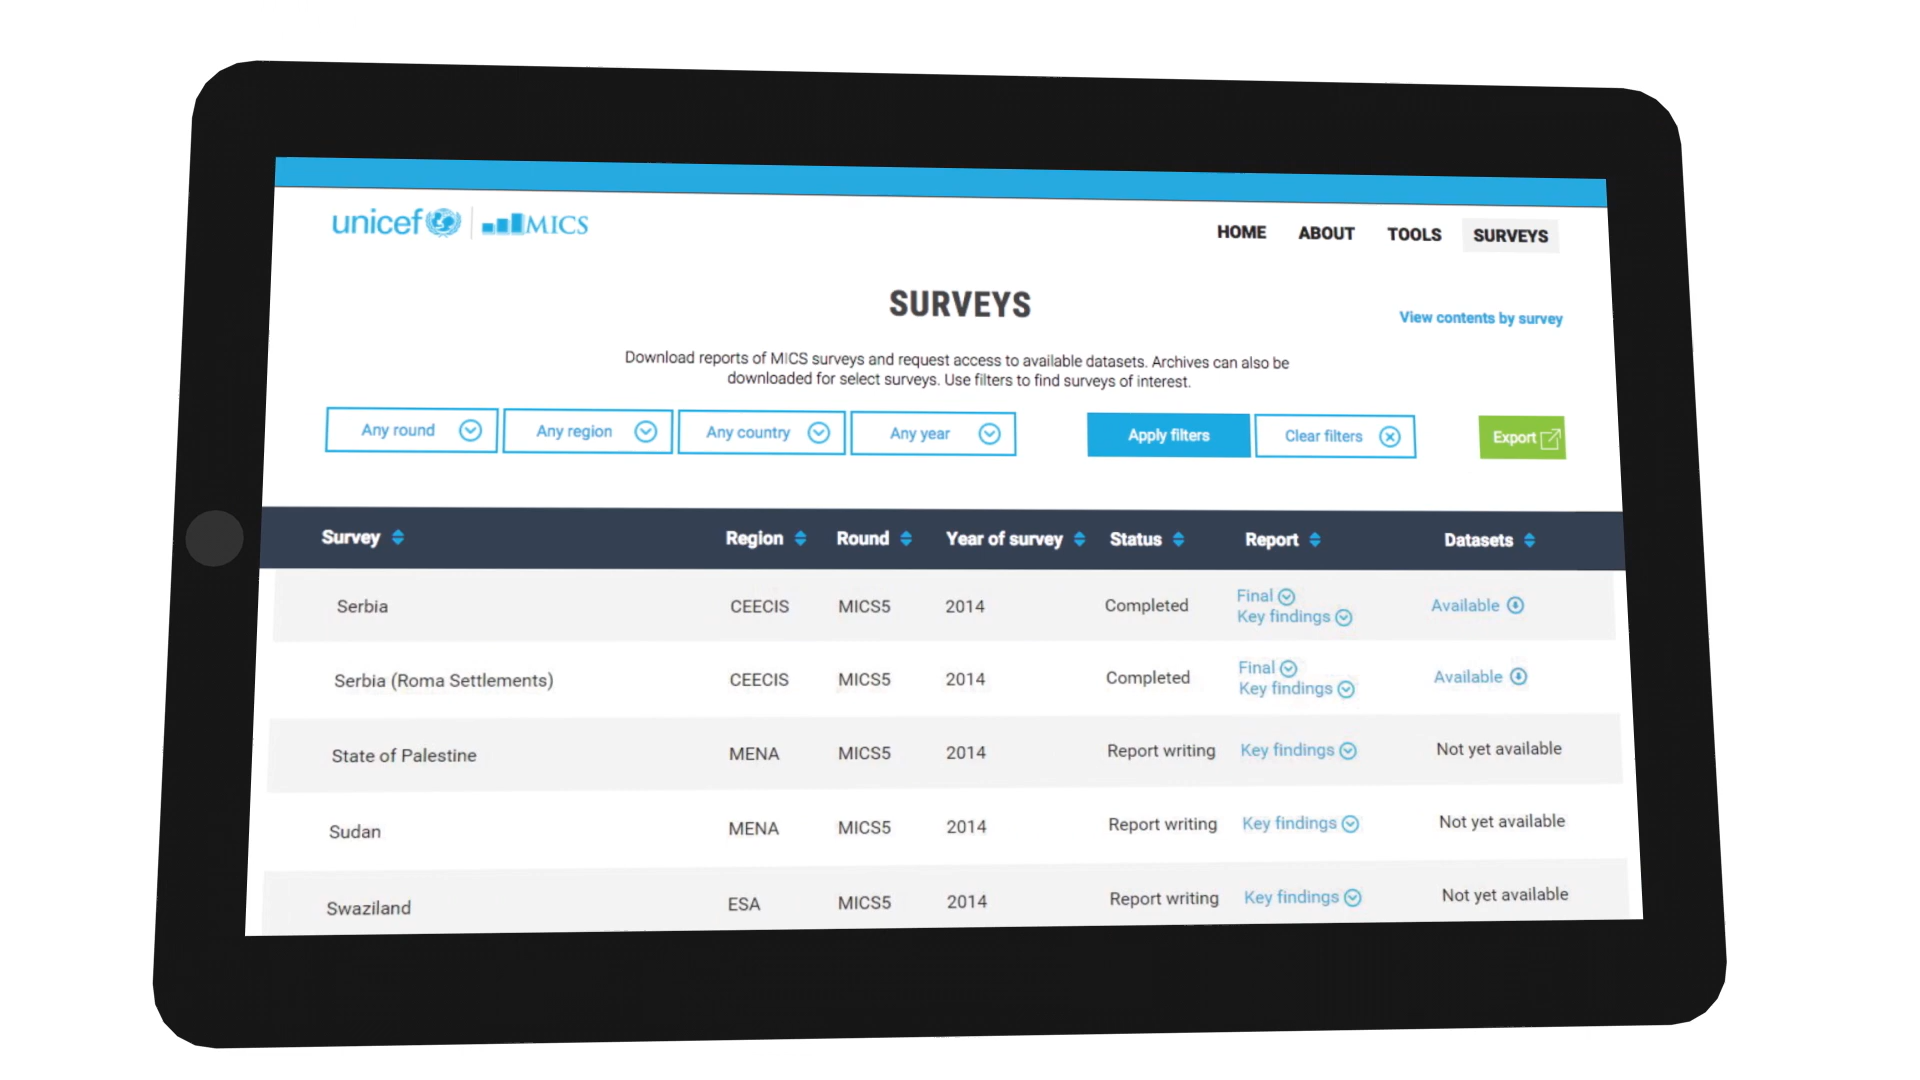 unicef MICS
HOME ABOUT TOOLS SURVEYS
SURVEYS
View contents by survey
Download reports of MICS surveys and request access to available datasets. Archives can also be
downloaded for select surveys. Use filters to find surveys of interest.
Any round Any region Any country Any year Apply filters Clear filters Export
Survey Region Round Year of survey Status Report Datasets
Serbia CEECIS MICS5 2014 Completed Final Key findings Available
Serbia (Roma Settlements) CEECIS MICS5 2014 Completed Final Key findings Available
State of Palestine MENA MICS5 2014 Report writing Key findings Not yet available
Sudan MENA MICS5 2014 Report writing Key findings Not yet available
Swaziland ESA MICS5 2014 Report writing Key findings Not yet available